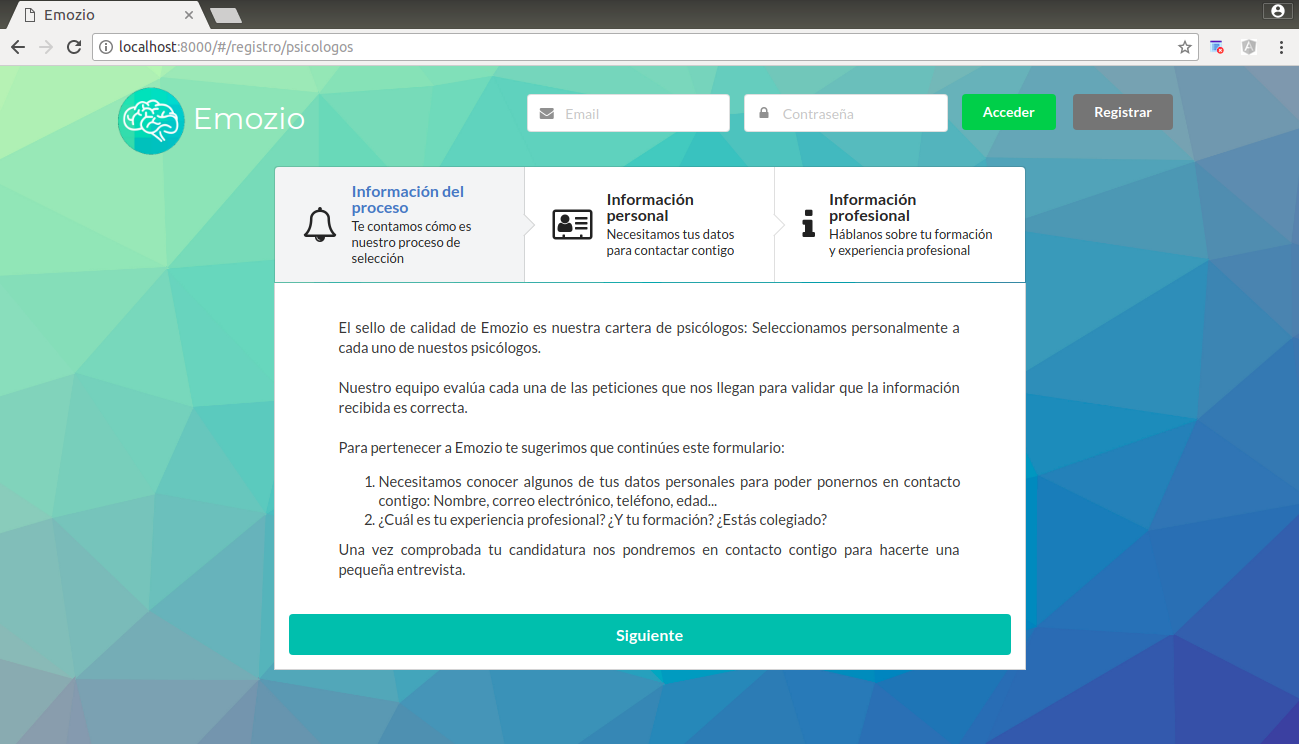 Emozio
localhost:8000/#/registro/psicologos
Emozio
Email
Contraseña
Acceder
Registrar
Información del
proceso
Te contamos cómo es
nuestro proceso de
selección
Información
personal
Necesitamos tus datos
para contactar contigo
Información
profesional
Háblanos sobre tu formación
y experiencia profesional
El sello de calidad de Emozio es nuestra cartera de psicólogos: Seleccionamos personalmente a
cada uno de nuestos psicólogos.
Nuestro equipo evalúa cada una de las peticiones que nos llegan para validar que la información
recibida es correcta.
Para pertenecer a Emozio te sugerimos que continúes este formulario:
1. Necesitamos conocer algunos de tus datos personales para poder ponernos en contacto
contigo: Nombre, correo electrónico, teléfono, edad...
2. ¿Cuál es tu experiencia profesional? ¿Y tu formación? ¿Estás colegiado?
Una vez comprobada tu candidatura nos pondremos en contacto contigo para hacerte una
pequeña entrevista.
Siguiente